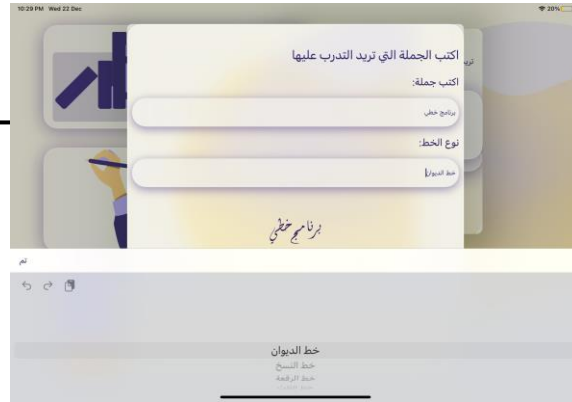 10:29 PM Wed 22 Dec
20%
اكتب الجملة التي تريد التدرب عليها
تريد
اكتب جملة:
برنامج خطي
نوع الخط:
خط الديوان
برنامج خطي
تم
خط الديوان
خط النسخ
خط الرقعة